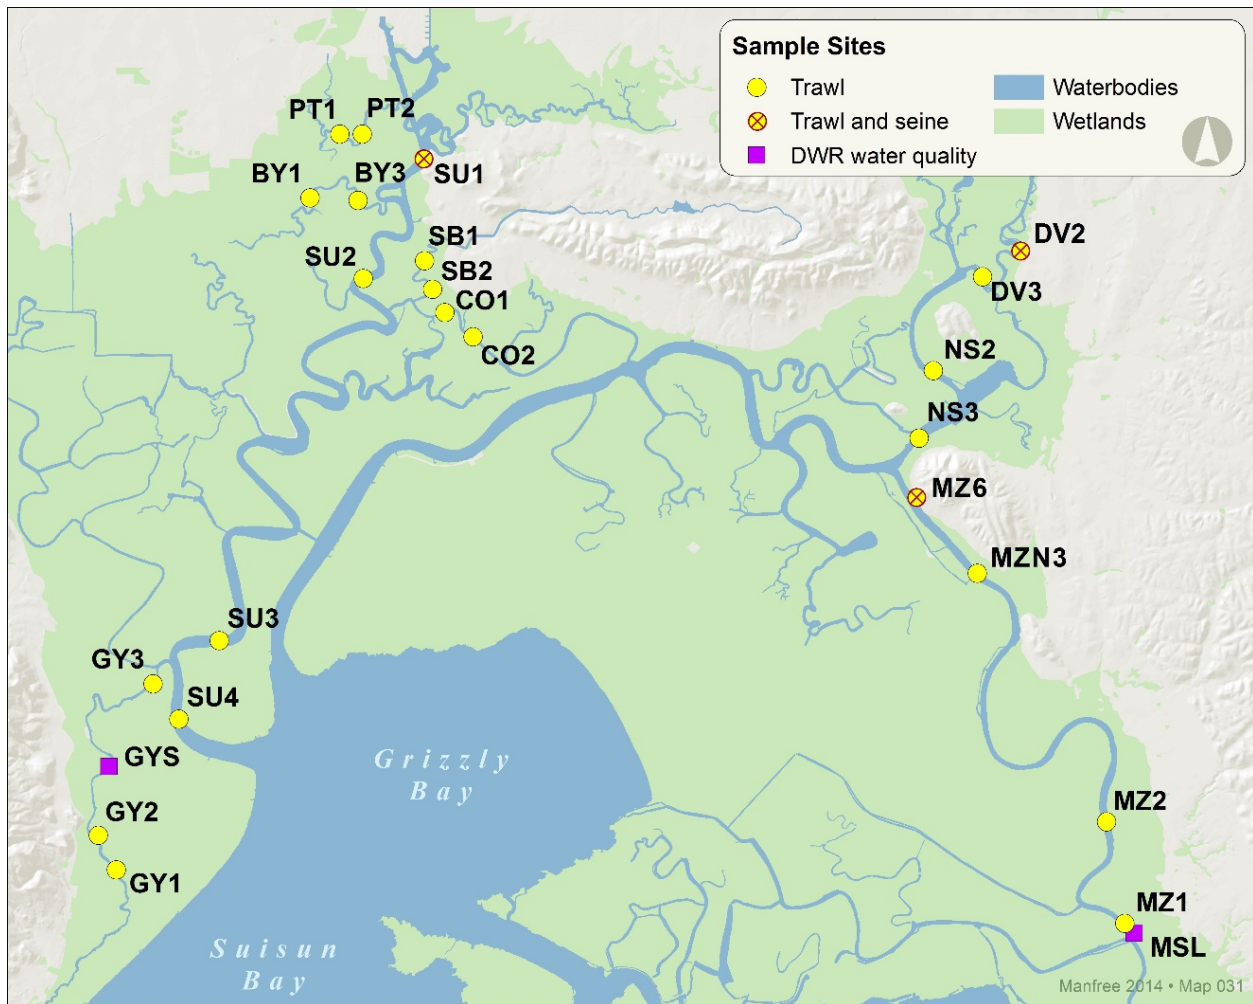 Sample Sites
Trawl
Trawl and seine
DWR water quality
Waterbodies
Wetlands
PT1
PT2
BY1
BY3
SU1
SU2
SB1
SB2
CO1
CO2
DV2
DV3
NS2
NS3
MZ6
MZN3
SU3
GY3
SU4
GYS
GY2
GY1
Grizzly
Bay
Suisun
Bay
MZ2
MZ1
MSL
Manfree 2014 • Map 031